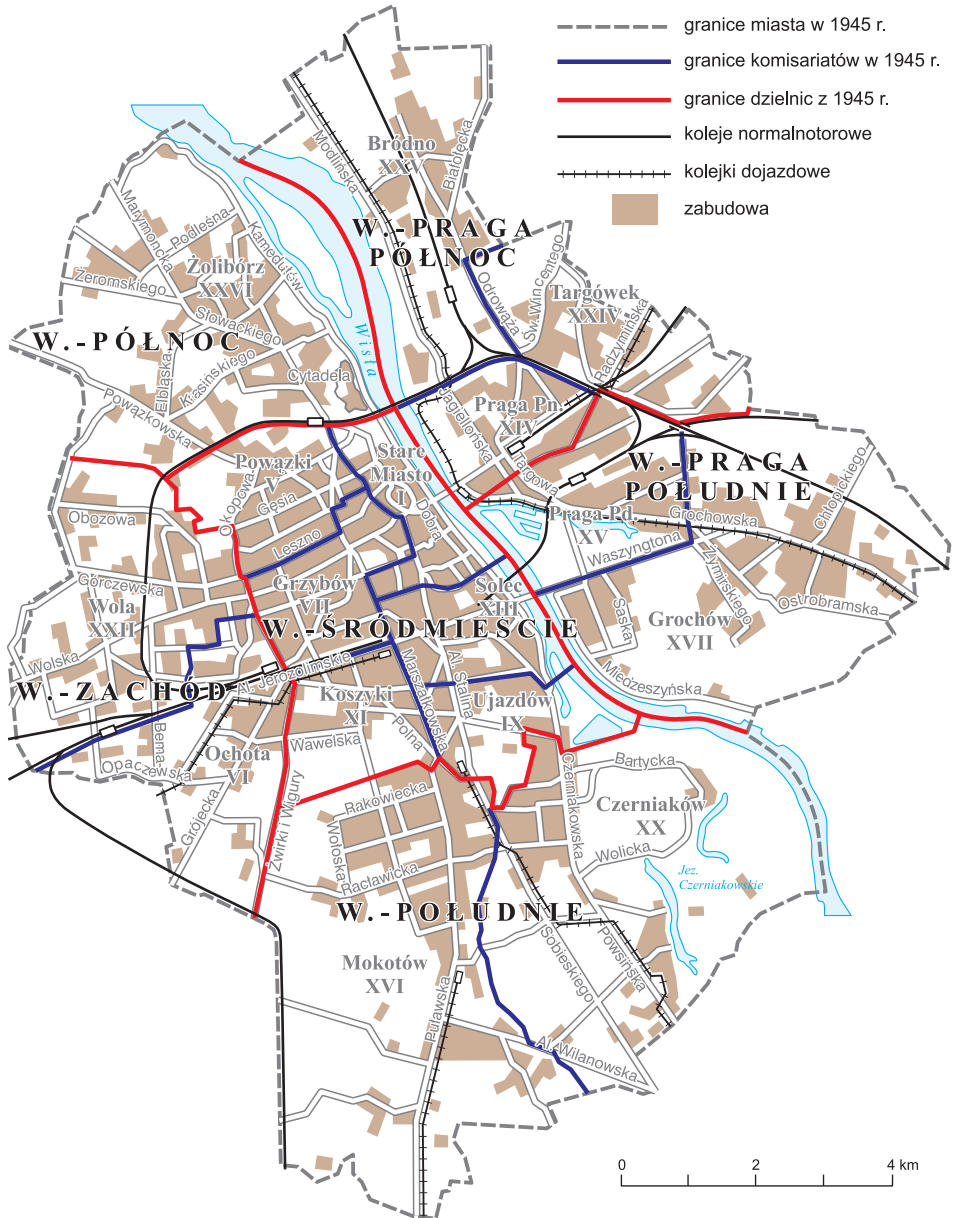 granice miasta w 1945 r.
granice komisariatów w 1945 r.
granice dzielnic z 1945 r.
koleje normalnotorowe
kolejki dojazdowe
zabudowa
Modlińska
Bródno
XXV
Białołęcka
W.-PRAGA
PÓŁNOC
Marymoncka
Podleśna
Kamedułów
Żolibórz
XXVI
Żeromskiego
Słowackiego
W.-PÓŁNOC
Krasińskiego
Elbląska
Cytadela
Powązkowska
Wisła
Odrowąża
Św. Wincentego
Targówek
XXIV
Radzymińska
Jagiellońska
Praga Pn.
XIV
Targowa
W.-PRAGA
POŁUDNIE
Powązki
V
Stare
Miasto
I
Okopowa
Gęsia
Dobra
Obozowa
Leszno
Praga-Pd.
XV
Grochowska
Chłopickiego
Waszyngtona
Żymirskiego
Ostrobramska
Górczewska
Grzybów
VII
Solec
XIII
Wola
XXII
Saska
Grochów
XVII
W.-ŚRÓDMIEŚCIE
Wolska
W.-ZACHÓD
Al. Jerozolimskie
Marszałkowska
Al. Stalina
Miedzeszyńska
Koszyki
XI
Ujazdów
IX
Polna
Bema
Ochota
VI
Wawelska
Opaczewska
Grójecka
Żwirki i Wigury
Rakowiecka
Wołoska
Racławicka
Czerniakowska
Bartycka
Czerniaków
XX
Wolicka
Jez.
Czerniakowskie
W.-POŁUDNIE
Mokotów
XVI
Puławska
Sobieskiego
Powsińska
Al. Wilanowska
0 2 4 km